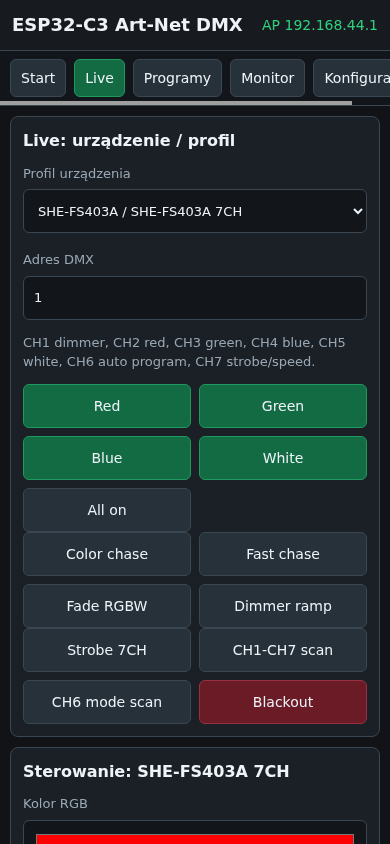 ESP32-C3 Art-Net DMX AP 192.168.44.1
Start Live Programy Monitor Konfigura
Live: urządzenie / profil
Profil urządzenia
SHE-FS403A / SHE-FS403A 7CH
Adres DMX
1
CH1 dimmer, CH2 red, CH3 green, CH4 blue, CH5
white, CH6 auto program, CH7 strobe/speed.
Red Green
Blue White
All on
Color chase Fast chase
Fade RGBW Dimmer ramp
Strobe 7CH CH1-CH7 scan
CH6 mode scan Blackout
Sterowanie: SHE-FS403A 7CH
Kolor RGB